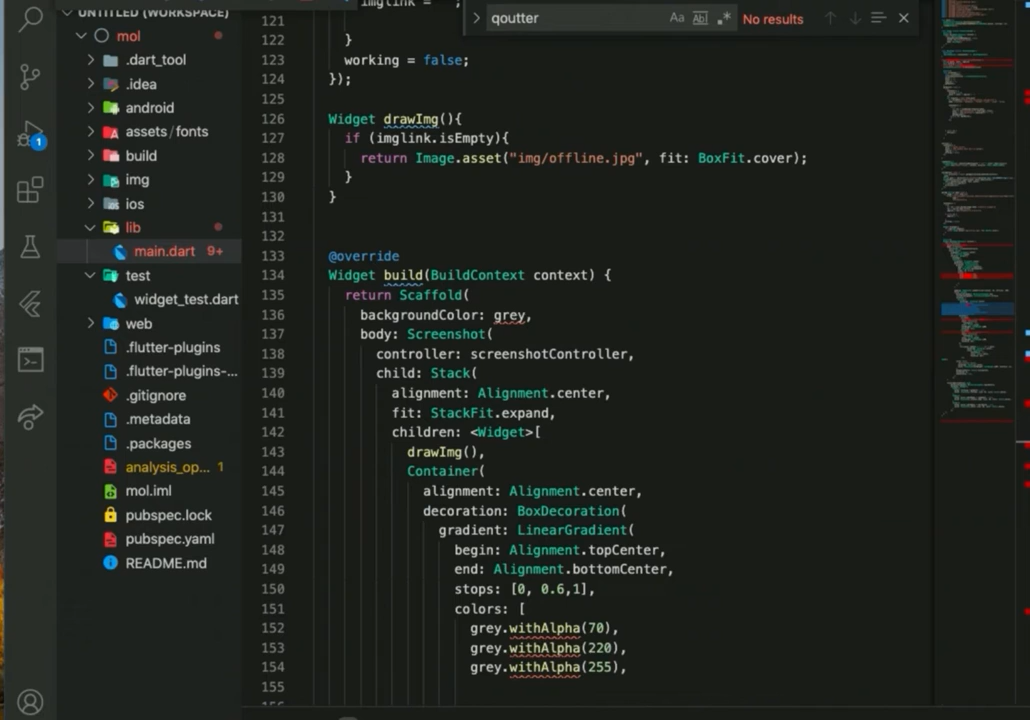 UNTITLED (WORKSPACE)
mol
.dart_tool
.idea
android
assets/fonts
build
img
ios
lib
main.dart 9+
test
widget_test.dart
web
.flutter-plugins
.flutter-plugins-...
.gitignore
.metadata
.packages
analysis_op... 1
mol.iml
pubspec.lock
pubspec.yaml
README.md
1
qoutter Aa Ab .* No results
121
122 }
123 working = false;
124 });
125
126 Widget drawImg(){
127 if (imglink.isEmpty){
128 return Image.asset("img/offline.jpg", fit: BoxFit.cover);
129 }
130 }
131
132
133 @override
134 Widget build(BuildContext context) {
135 return Scaffold(
136 backgroundColor: grey,
137 body: Screenshot(
138 controller: screenshotController,
139 child: Stack(
140 alignment: Alignment.center,
141 fit: StackFit.expand,
142 children: <Widget>[
143 drawImg(),
144 Container(
145 alignment: Alignment.center,
146 decoration: BoxDecoration(
147 gradient: LinearGradient(
148 begin: Alignment.topCenter,
149 end: Alignment.bottomCenter,
150 stops: [0, 0.6,1],
151 colors: [
152 grey.withAlpha(70),
153 grey.withAlpha(220),
154 grey.withAlpha(255),
155